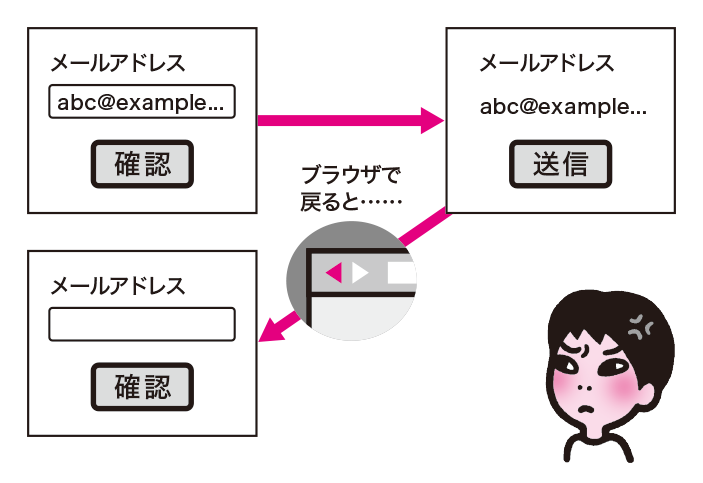 メールアドレス
abc@example...
確認
メールアドレス
abc@example...
送信
ブラウザで
戻ると……
メールアドレス
確認